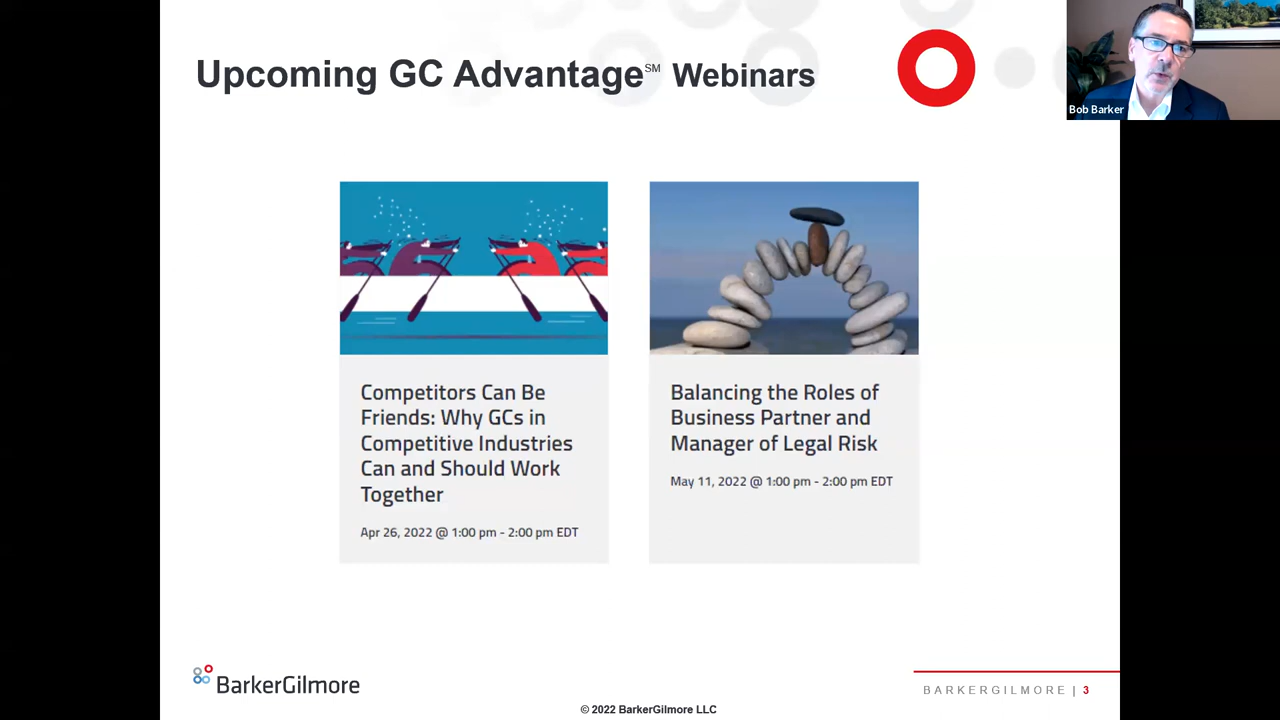 Upcoming GC Advantage℠ Webinars
Bob Barker
Competitors Can Be
Friends: Why GCs in
Competitive Industries
Can and Should Work
Together
Apr 26, 2022 @ 1:00 pm - 2:00 pm EDT
Balancing the Roles of
Business Partner and
Manager of Legal Risk
May 11, 2022 @ 1:00 pm - 2:00 pm EDT
BarkerGilmore
© 2022 BarkerGilmore LLC
BARKERGILMORE | 3